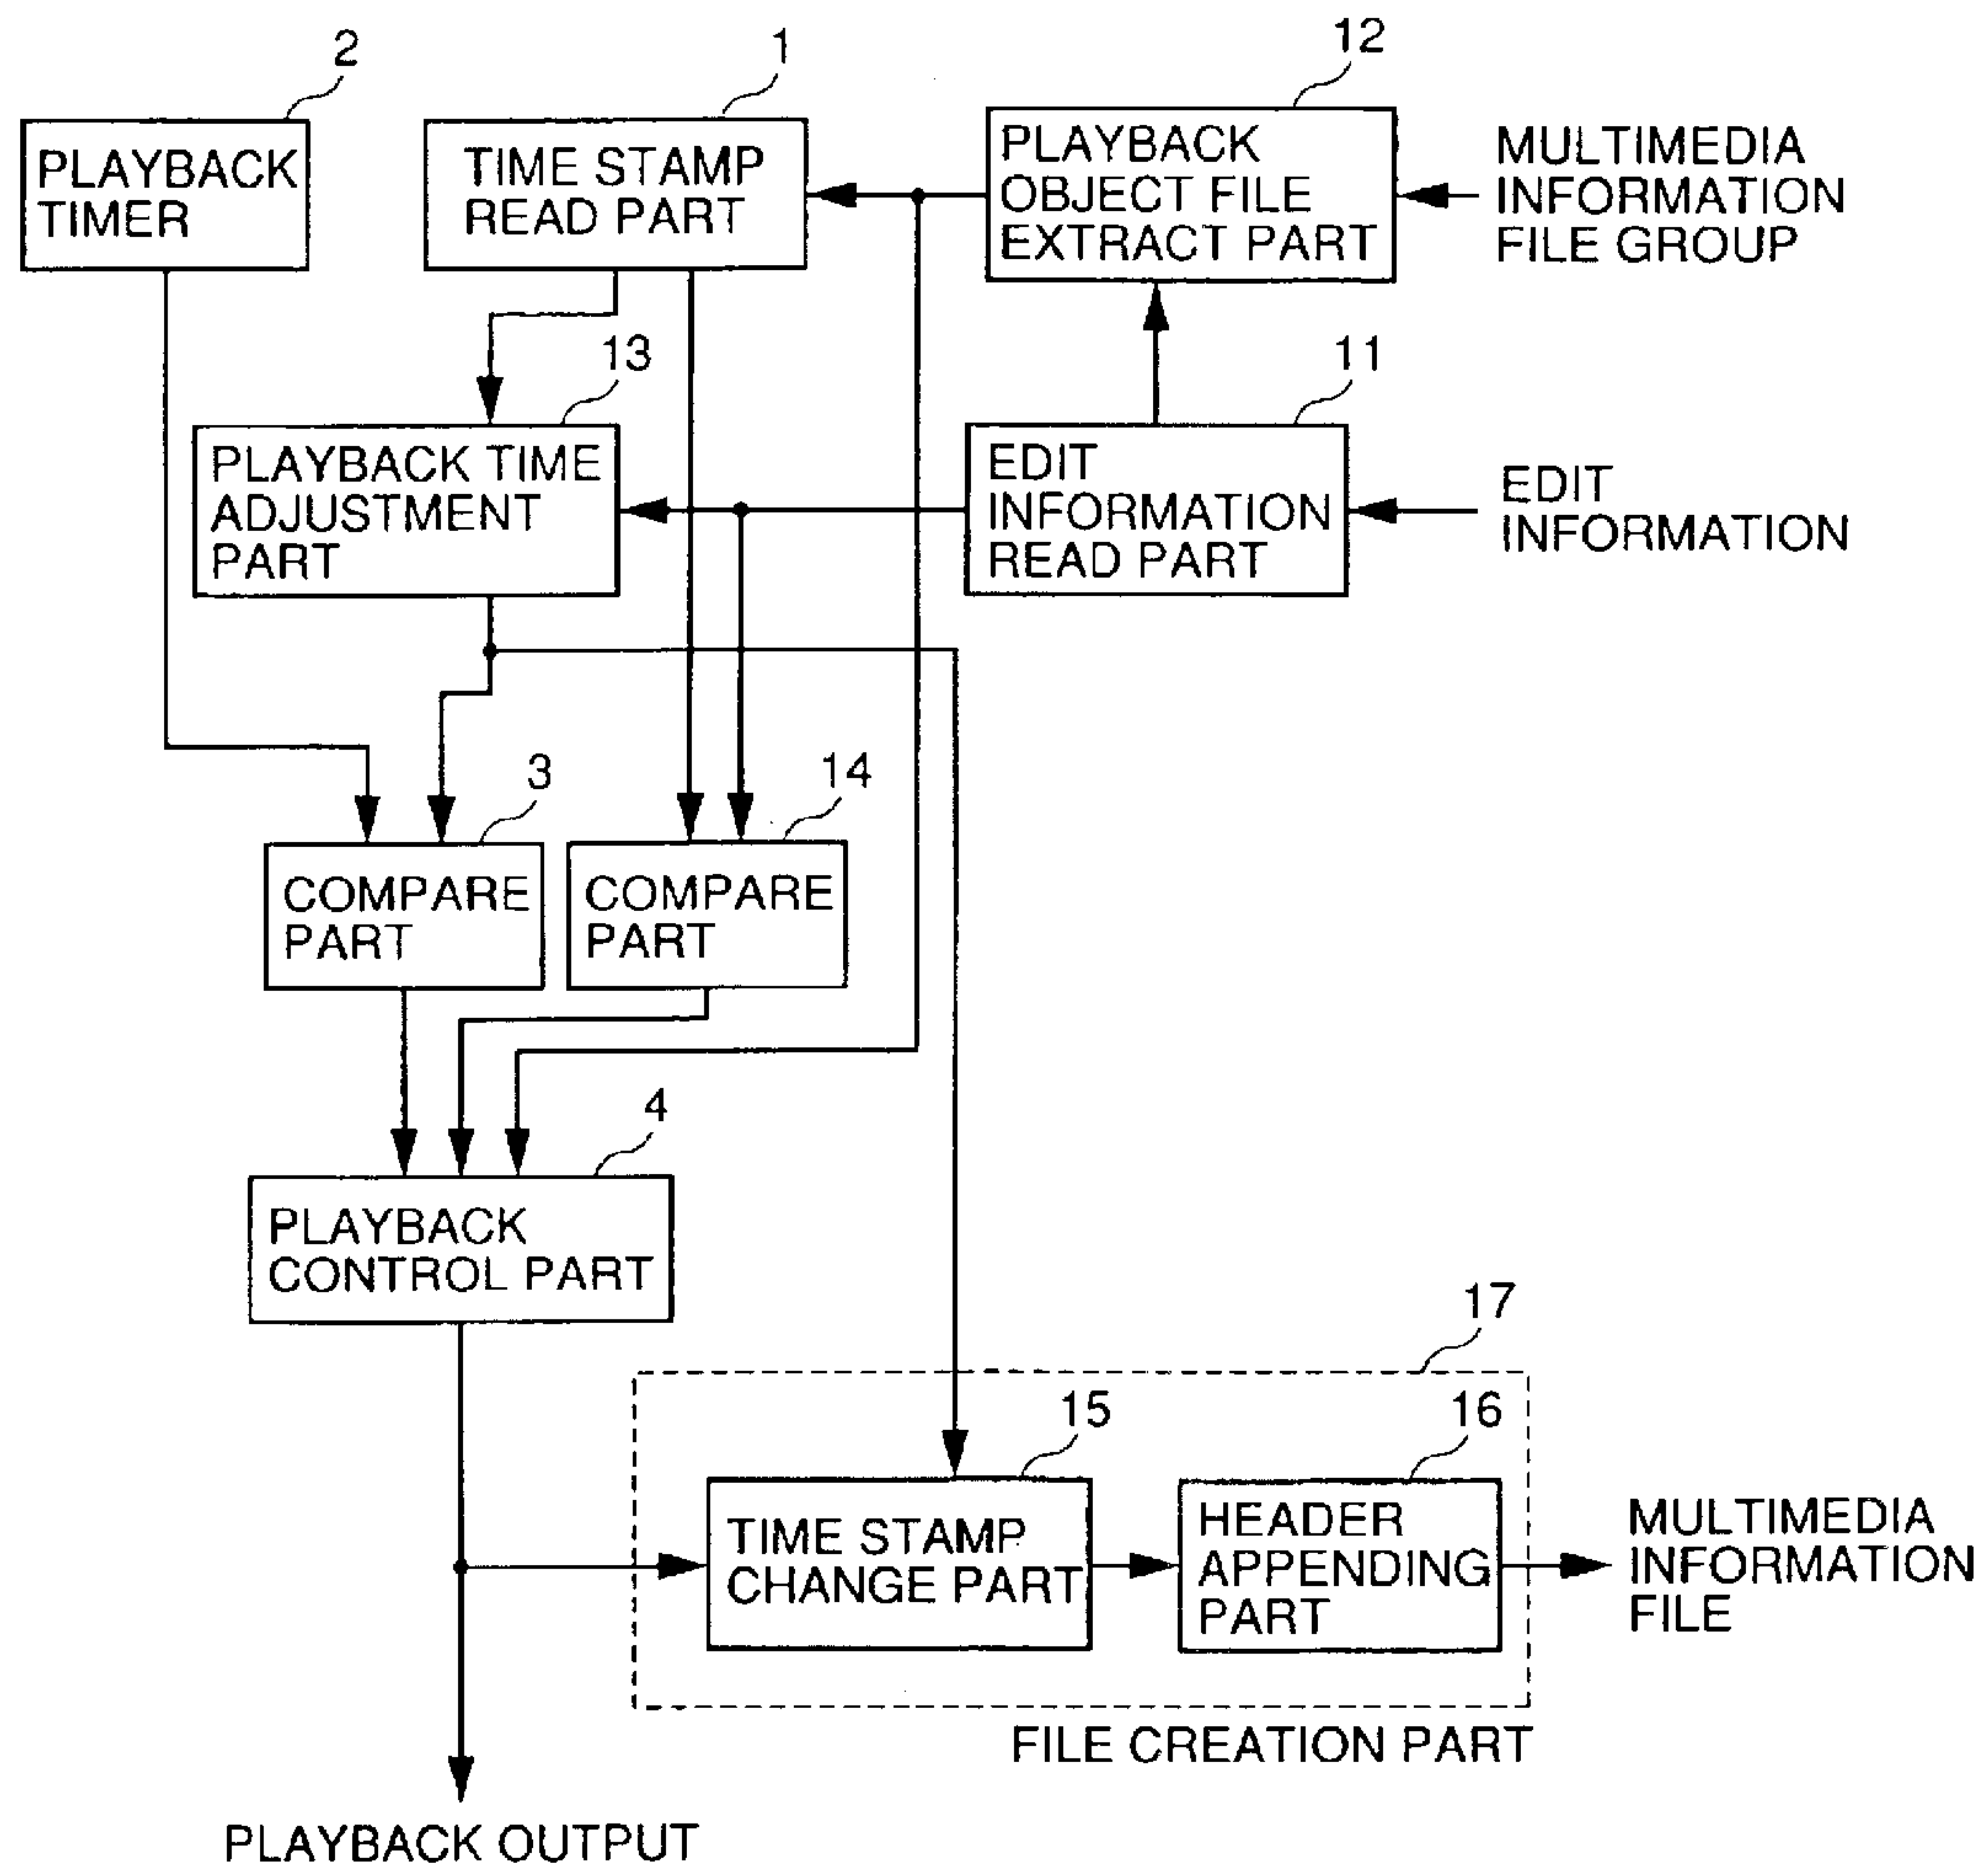 2
1
12
PLAYBACK
TIMER
TIME STAMP
READ PART
PLAYBACK
OBJECT FILE
EXTRACT PART
MULTIMEDIA
INFORMATION
FILE GROUP
13
11
PLAYBACK TIME
ADJUSTMENT
PART
EDIT
INFORMATION
READ PART
EDIT
INFORMATION
3
14
COMPARE
PART
COMPARE
PART
4
PLAYBACK
CONTROL PART
17
15
16
TIME STAMP
CHANGE PART
HEADER
APPENDING
PART
MULTIMEDIA
INFORMATION
FILE
FILE CREATION PART
PLAYBACK OUTPUT